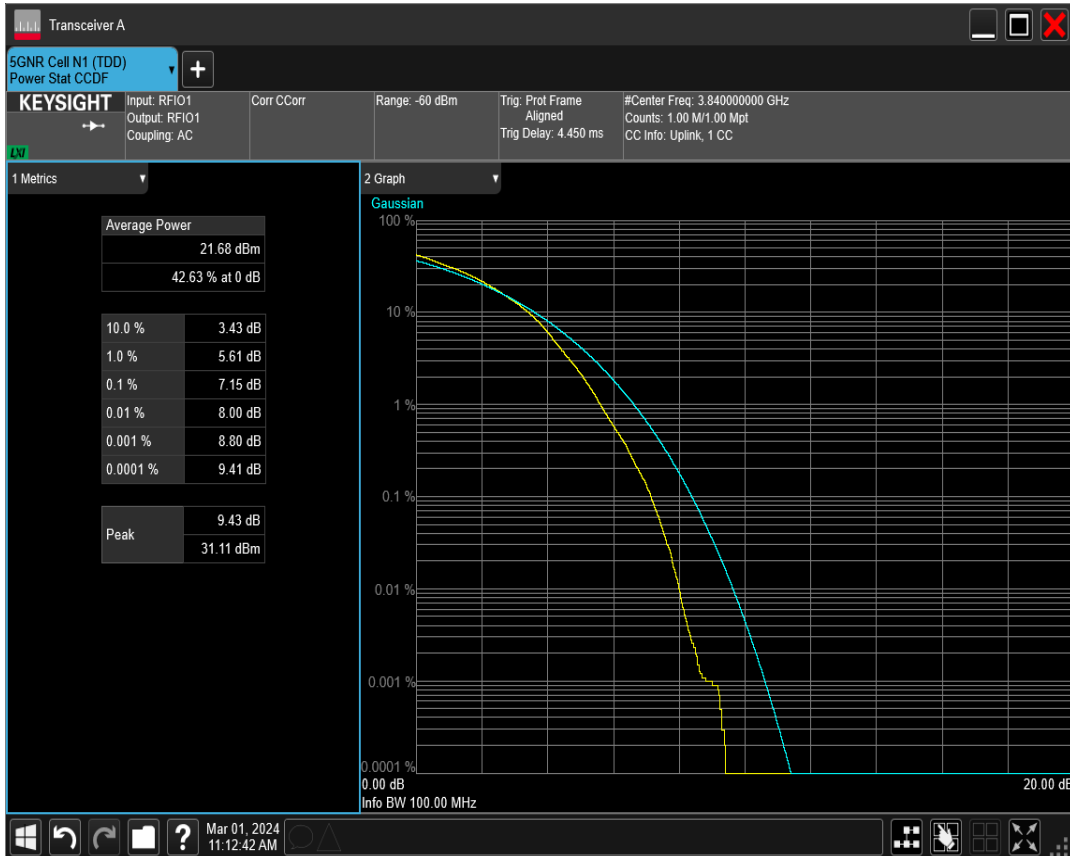 Transceiver A
5GNR Cell N1 (TDD)
Power Stat CCDF
+
KEYSIGHT
LXI
Input: RFIO1
Output: RFIO1
Coupling: AC
Corr CCorr
Range: -60 dBm
Trig: Prot Frame
Aligned
Trig Delay: 4.450 ms
#Center Freq: 3.840000000 GHz
Counts: 1.00 M/1.00 Mpt
CC Info: Uplink, 1 CC
1 Metrics
Average Power
21.68 dBm
42.63 % at 0 dB
10.0 % 3.43 dB
1.0 % 5.61 dB
0.1 % 7.15 dB
0.01 % 8.00 dB
0.001 % 8.80 dB
0.0001 % 9.41 dB
Peak
9.43 dB
31.11 dBm
2 Graph
Gaussian
100 %
10 %
1 %
0.1 %
0.01 %
0.001 %
0.0001 %
0.00 dB 20.00 dB
Info BW 100.00 MHz
?
Mar 01, 2024
11:12:42 AM